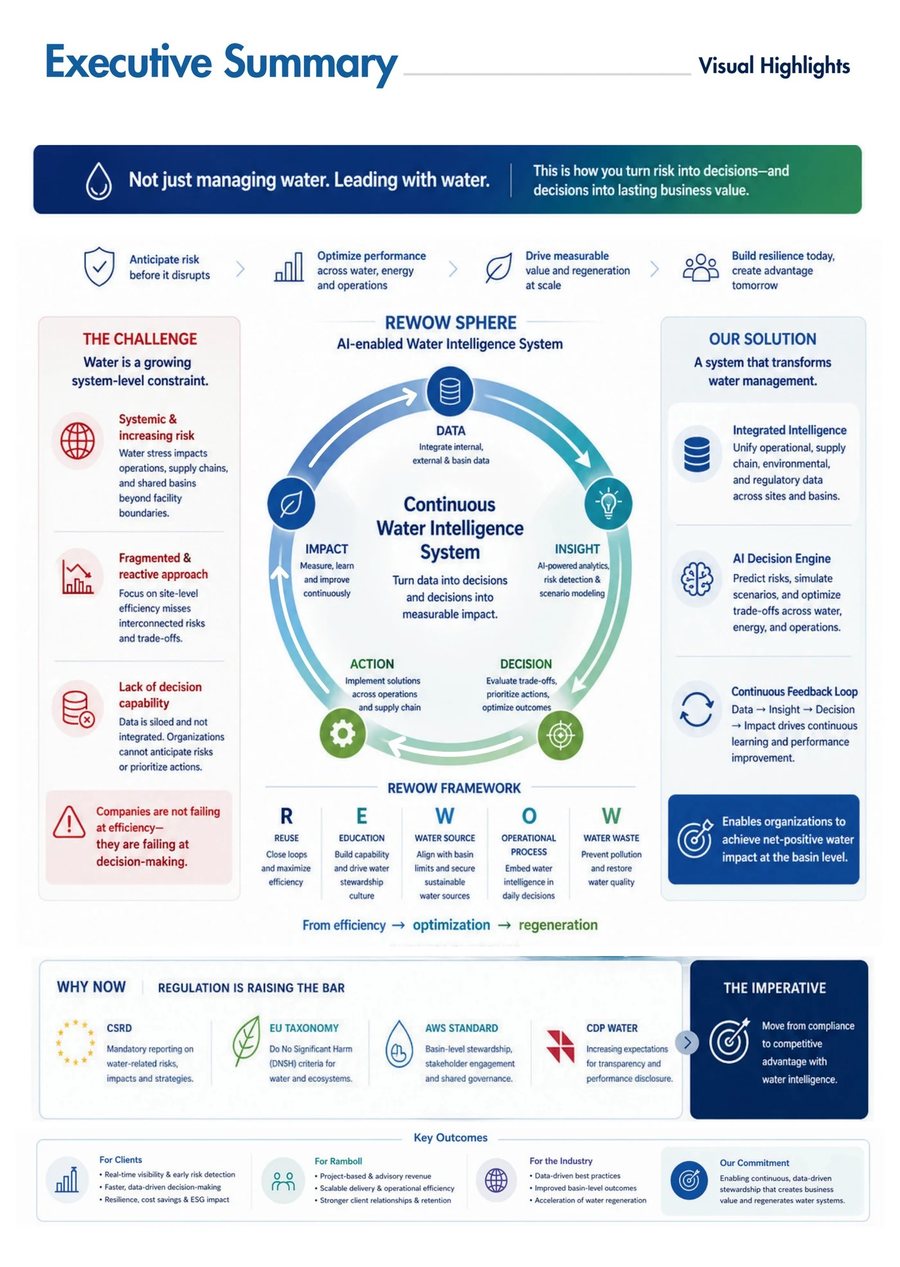 Executive Summary
Visual Highlights
Not just managing water. Leading with water.
This is how you turn risk into decisions—and
decisions into lasting business value.
Anticipate risk
before it disrupts
Optimize performance
across water, energy
and operations
Drive measurable
value and regeneration
at scale
Build resilience today,
create advantage
tomorrow
THE CHALLENGE
Water is a growing
system-level constraint.
Systemic &
increasing risk
Water stress impacts
operations, supply chains,
and shared basins
beyond facility
boundaries.
Fragmented &
reactive approach
Focus on site-level
efficiency misses
interconnected risks
and trade-offs.
Lack of decision
capability
Data is siloed and not
integrated. Organizations
cannot anticipate risks
or prioritize actions.
Companies are not failing
at efficiency—
they are failing at
decision-making.
REWOW SPHERE
AI-enabled Water Intelligence System
DATA
Integrate internal,
external & basin data
Continuous
Water Intelligence
System
Turn data into decisions
and decisions into
measurable impact.
IMPACT
Measure, learn
and improve
continuously
INSIGHT
AI-powered analytics,
risk detection &
scenario modeling
ACTION
Implement solutions
across operations
and supply chain
DECISION
Evaluate trade-offs,
prioritize actions,
optimize outcomes
REWOW FRAMEWORK
R
REUSE
Close loops
and maximize
efficiency
E
EDUCATION
Build capability
and drive water
stewardship
culture
W
WATER SOURCE
Align with basin
limits and secure
sustainable
water sources
O
OPERATIONAL
PROCESS
Embed water
intelligence in
daily decisions
W
WATER WASTE
Prevent pollution
and restore
water quality
From efficiency → optimization → regeneration
OUR SOLUTION
A system that transforms
water management.
Integrated Intelligence
Unify operational, supply
chain, environmental,
and regulatory data
across sites and basins.
AI Decision Engine
Predict risks, simulate
scenarios, and optimize
trade-offs across water,
energy, and operations.
Continuous Feedback Loop
Data → Insight → Decision
→ Impact drives continuous
learning and performance
improvement.
Enables organizations to
achieve net-positive water
impact at the basin level.
WHY NOW
REGULATION IS RAISING THE BAR
CSRD
Mandatory reporting on
water-related risks,
impacts and strategies.
EU TAXONOMY
Do No Significant Harm
(DNSH) criteria for
water and ecosystems.
AWS STANDARD
Basin-level stewardship,
stakeholder engagement
and shared governance.
CDP WATER
Increasing expectations
for transparency and
performance disclosure.
THE IMPERATIVE
Move from compliance
to competitive
advantage with
water intelligence.
Key Outcomes
For Clients
• Real-time visibility & early risk detection
• Faster, data-driven decision-making
• Resilience, cost savings & ESG impact
For Ramboll
• Project-based & advisory revenue
• Scalable delivery & operational efficiency
• Stronger client relationships & retention
For the Industry
• Data-driven best practices
• Improved basin-level outcomes
• Acceleration of water regeneration
Our Commitment
Enabling continuous, data-driven
stewardship that creates business
value and regenerates water systems.